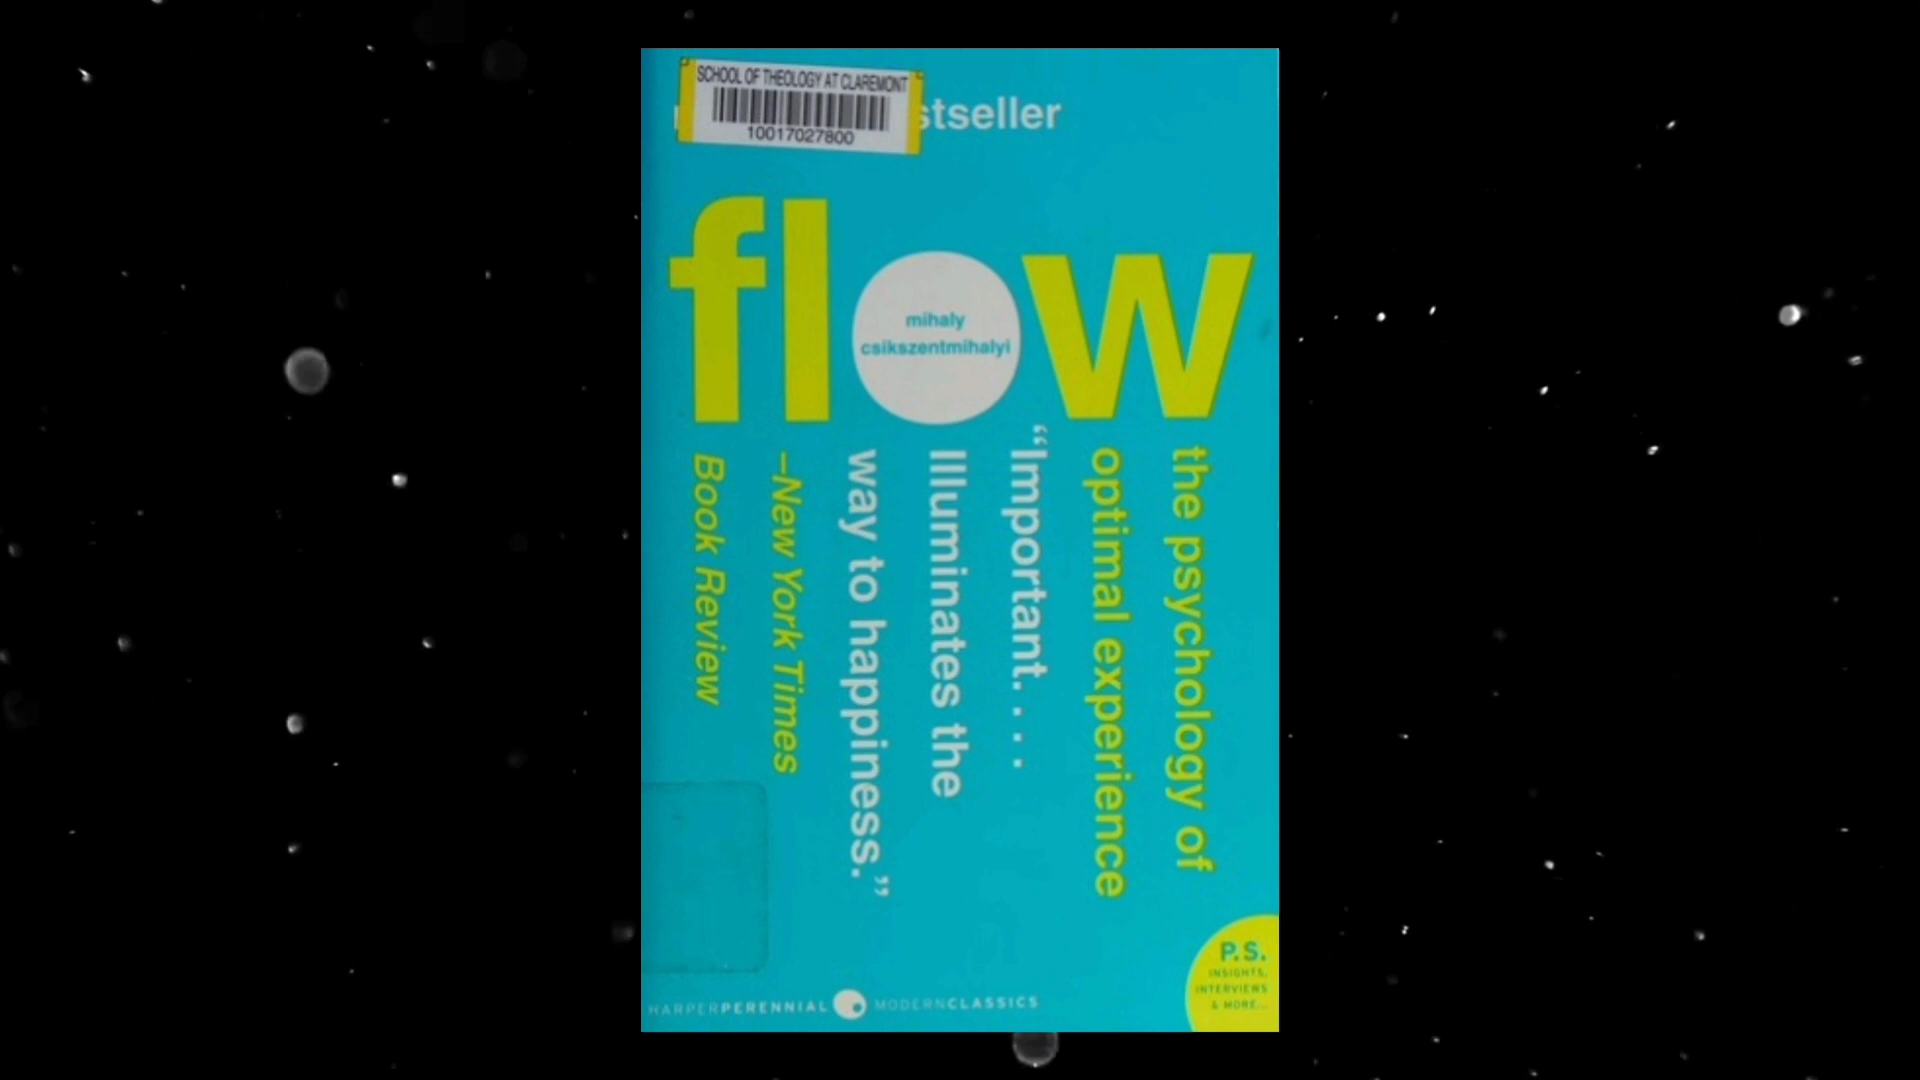 SCHOOL OF THEOLOGY AT CLAREMONT
10017027800
stseller
flow
mihaly
csikszentmihalyi
the psychology of
optimal experience
“Important. . . .
Illuminates the
way to happiness.”
–New York Times
Book Review
P.S.
INSIGHTS,
INTERVIEWS
& MORE...
HARPERPERENNIAL MODERNCLASSICS